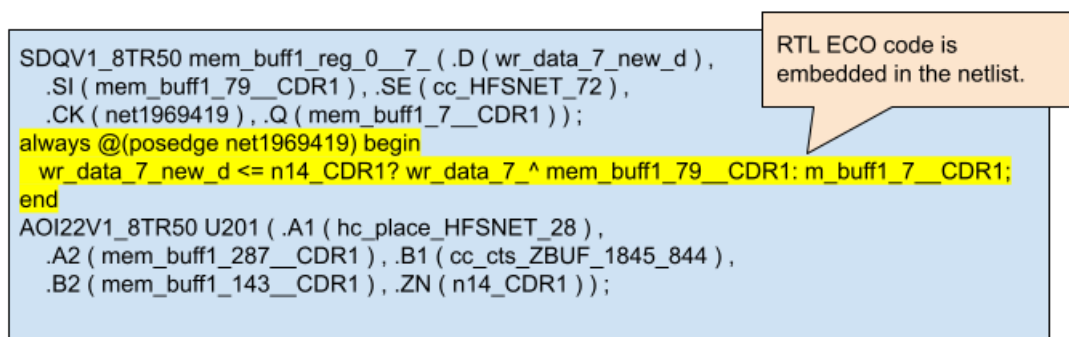 SDQV1_8TR50 mem_buff1_reg_0__7_ ( .D ( wr_data_7_new_d ) ,
.SI ( mem_buff1_79__CDR1 ) , .SE ( cc_HFSNET_72 ) ,
.CK ( net1969419 ) , .Q ( mem_buff1_7__CDR1 ) ) ;
always @(posedge net1969419) begin
wr_data_7_new_d <= n14_CDR1? wr_data_7_^ mem_buff1_79__CDR1: m_buff1_7__CDR1;
end
AOI22V1_8TR50 U201 ( .A1 ( hc_place_HFSNET_28 ) ,
.A2 ( mem_buff1_287__CDR1 ) , .B1 ( cc_cts_ZBUF_1845_844 ) ,
.B2 ( mem_buff1_143__CDR1 ) , .ZN ( n14_CDR1 ) ) ;
RTL ECO code is
embedded in the netlist.